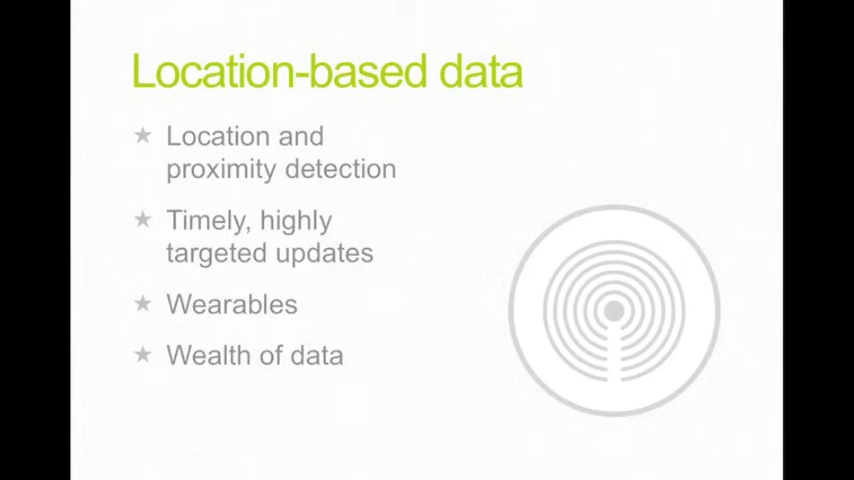 Location-based data
Location and
proximity detection
Timely, highly
targeted updates
Wearables
Wealth of data